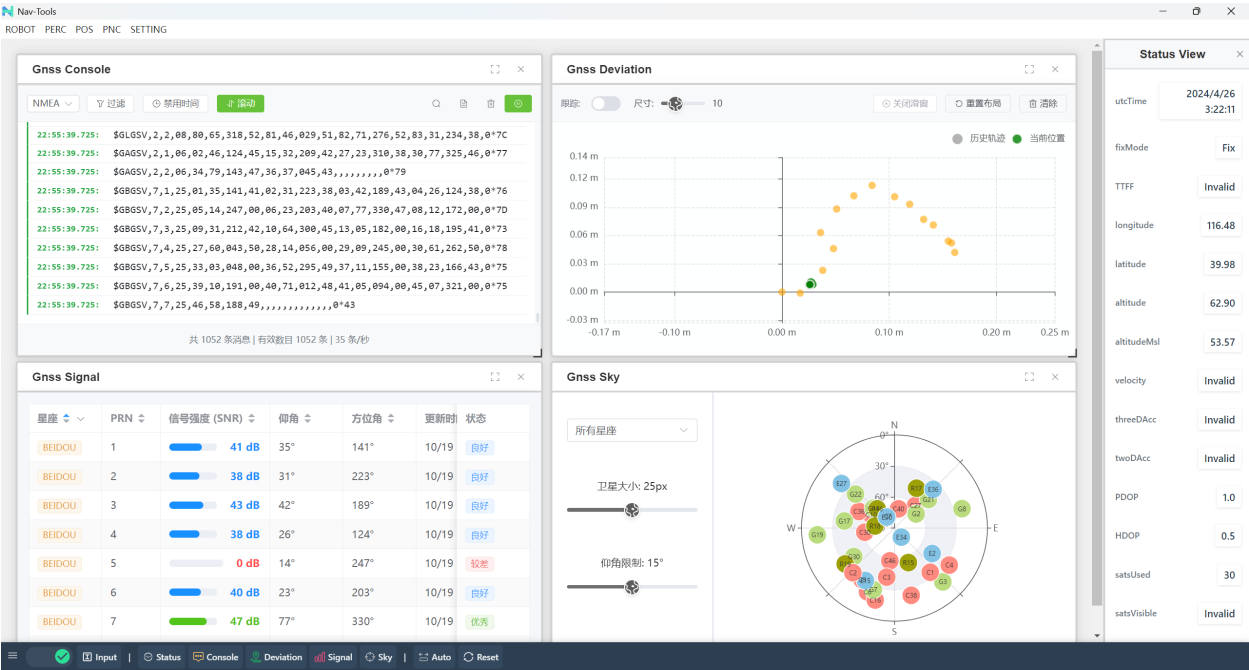 Nav-Tools
ROBOT PERC POS PNC SETTING
Gnss Console
NMEA 过滤 禁用时间 滚动
22:55:39.725: $GLGSV,2,2,08,80,65,318,52,81,46,029,51,82,71,276,52,83,31,234,38,0*7C
22:55:39.725: $GAGSV,2,1,06,02,46,124,45,15,32,209,42,27,23,310,38,30,77,325,46,0*77
22:55:39.725: $GAGSV,2,2,06,34,79,143,47,36,37,045,43,,,,,,,,,0*79
22:55:39.725: $GBGSV,7,1,25,01,35,141,41,02,31,223,38,03,42,189,43,04,26,124,38,0*76
22:55:39.725: $GBGSV,7,2,25,05,14,247,00,06,23,203,40,07,77,330,47,08,12,172,00,0*7D
22:55:39.725: $GBGSV,7,3,25,09,31,212,42,10,64,300,45,13,05,182,00,16,18,195,41,0*73
22:55:39.725: $GBGSV,7,4,25,27,60,043,50,28,14,056,00,29,09,245,00,30,61,262,50,0*78
22:55:39.725: $GBGSV,7,5,25,33,03,048,00,36,52,295,49,37,11,155,00,38,23,166,43,0*75
22:55:39.725: $GBGSV,7,6,25,39,10,191,00,40,71,012,48,41,05,094,00,45,07,321,00,0*75
22:55:39.725: $GBGSV,7,7,25,46,58,188,49,,,,,,,,,,,,,0*43
共 1052 条消息 | 有效数目 1052 条 | 35 条/秒
Gnss Deviation
跟踪: 尺寸: 10 关闭滑窗 重置布局 清除
历史轨迹 当前位置
0.14 m
0.12 m
0.09 m
0.06 m
0.03 m
0.00 m
-0.03 m
-0.17 m -0.10 m 0.00 m 0.10 m 0.20 m 0.25 m
Gnss Signal
星座 PRN 信号强度 (SNR) 仰角 方位角 更新时 状态
BEIDOU 1 41 dB 35° 141° 10/19 良好
BEIDOU 2 38 dB 31° 223° 10/19 良好
BEIDOU 3 43 dB 42° 189° 10/19 良好
BEIDOU 4 38 dB 26° 124° 10/19 良好
BEIDOU 5 0 dB 14° 247° 10/19 较差
BEIDOU 6 40 dB 23° 203° 10/19 良好
BEIDOU 7 47 dB 77° 330° 10/19 优秀
Gnss Sky
所有星座
卫星大小: 25px
仰角限制: 15°
N
0°
30°
60°
E27
G22
R17 E36
G21
C36
C40
G2
G8
G17
W
E
G19
R16
C30
E34
G30
E2
C46
R15
C4
C2
C3
C1
G3
C38
C16
S
Status View
utcTime 2024/4/26
3:22:11
fixMode Fix
TTFF Invalid
longitude 116.48
latitude 39.98
altitude 62.90
altitudeMsl 53.57
velocity Invalid
threeDAcc Invalid
twoDAcc Invalid
PDOP 1.0
HDOP 0.5
satsUsed 30
satsVisible Invalid
Input | Status Console Deviation Signal Sky | Auto Reset